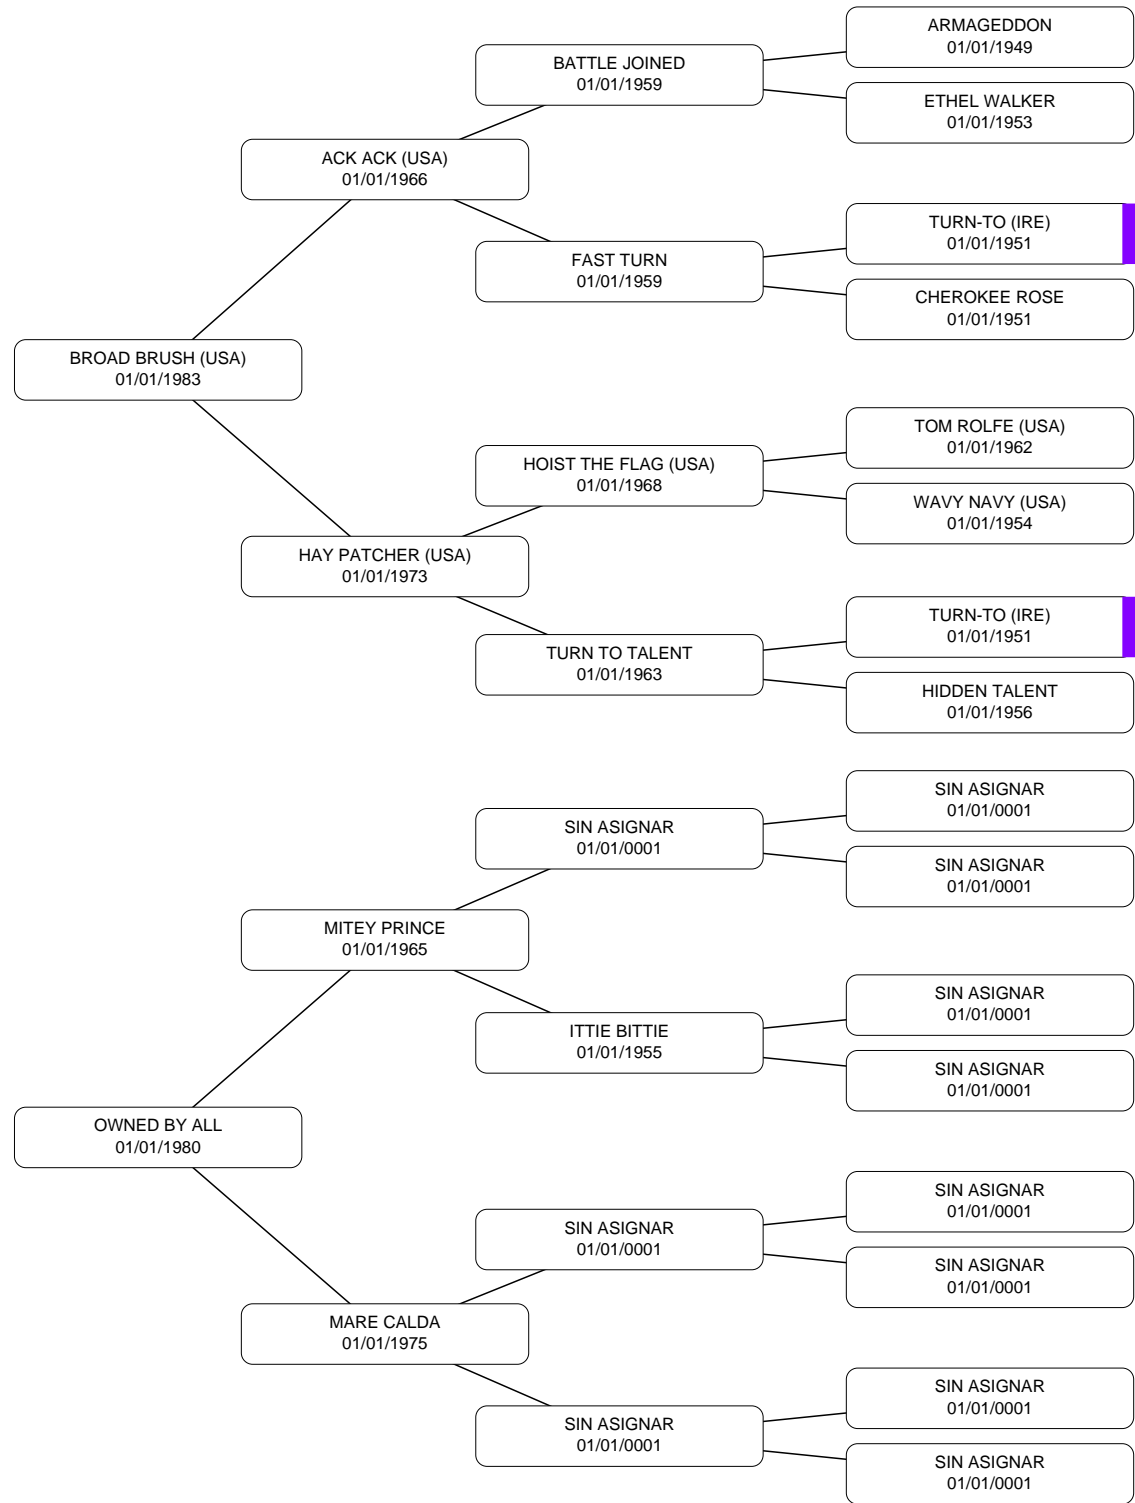 ARMAGEDDON
01/01/1949
BATTLE JOINED
01/01/1959
ETHEL WALKER
01/01/1953
ACK ACK (USA)
01/01/1966
TURN-TO (IRE)
01/01/1951
FAST TURN
01/01/1959
CHEROKEE ROSE
01/01/1951
BROAD BRUSH (USA)
01/01/1983
TOM ROLFE (USA)
01/01/1962
HOIST THE FLAG (USA)
01/01/1968
WAVY NAVY (USA)
01/01/1954
HAY PATCHER (USA)
01/01/1973
TURN-TO (IRE)
01/01/1951
TURN TO TALENT
01/01/1963
HIDDEN TALENT
01/01/1956
SIN ASIGNAR
01/01/0001
SIN ASIGNAR
01/01/0001
SIN ASIGNAR
01/01/0001
MITEY PRINCE
01/01/1965
SIN ASIGNAR
01/01/0001
ITTIE BITTIE
01/01/1955
SIN ASIGNAR
01/01/0001
OWNED BY ALL
01/01/1980
SIN ASIGNAR
01/01/0001
SIN ASIGNAR
01/01/0001
SIN ASIGNAR
01/01/0001
MARE CALDA
01/01/1975
SIN ASIGNAR
01/01/0001
SIN ASIGNAR
01/01/0001
SIN ASIGNAR
01/01/0001